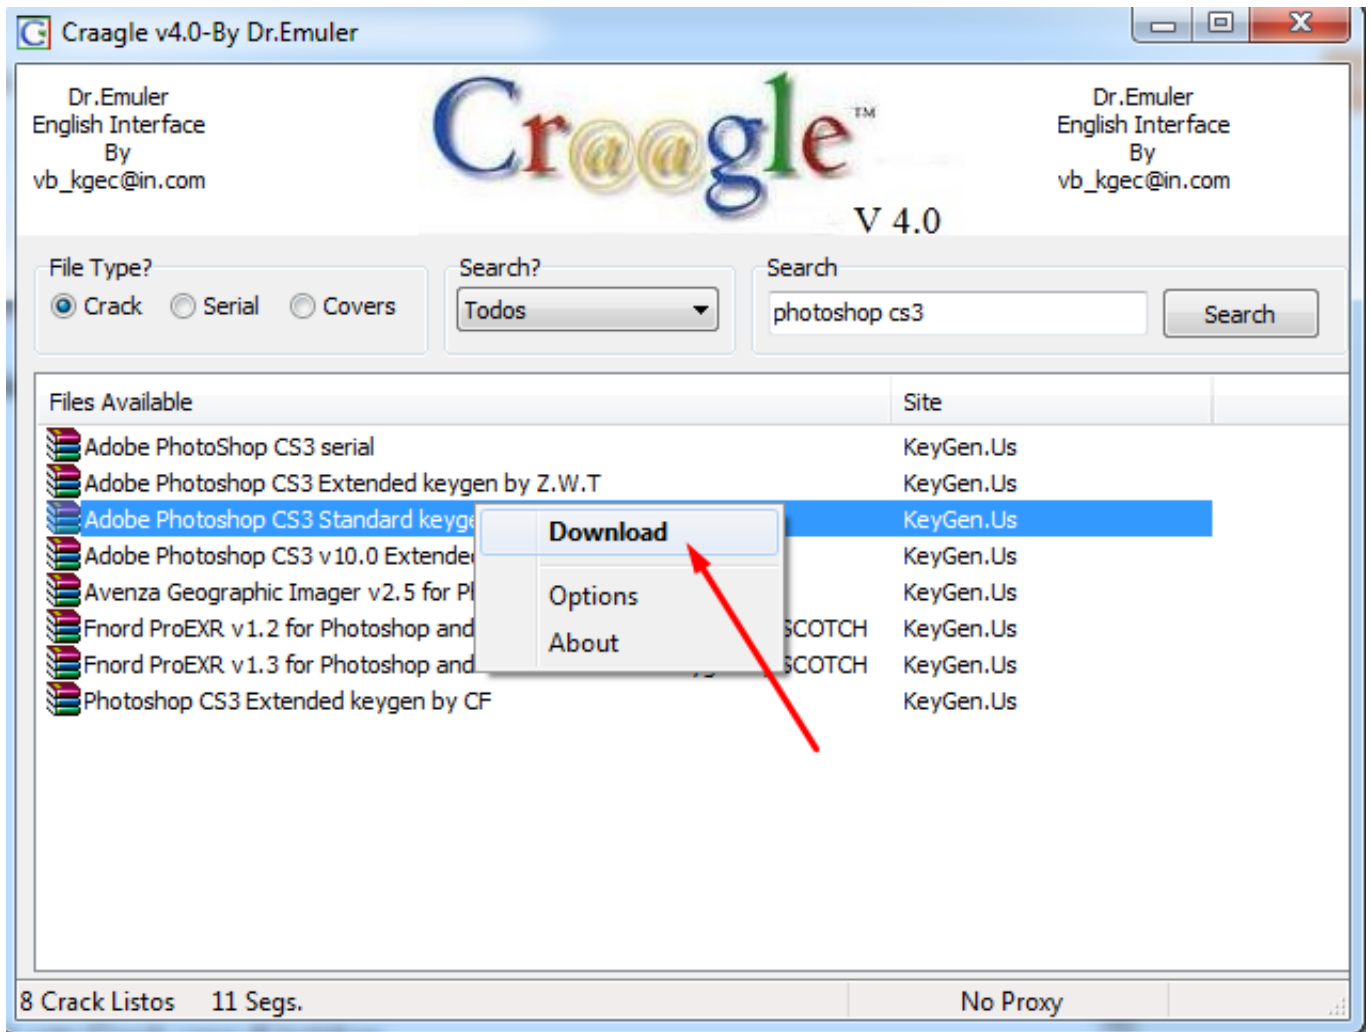 Craagle v4.0-By Dr.Emuler
Dr.Emuler
English Interface
By
vb_kgec@in.com
Cr@@gle™
V 4.0
Dr.Emuler
English Interface
By
vb_kgec@in.com
File Type?
Crack Serial Covers
Search?
Todos
Search
photoshop cs3 Search
Files Available Site
Adobe PhotoShop CS3 serial KeyGen.Us
Adobe Photoshop CS3 Extended keygen by Z.W.T KeyGen.Us
Adobe Photoshop CS3 Standard KeyGen.Us
Adobe Photoshop CS3 v10.0 KeyGen.Us
Avenza Geographic Imager v2.5 for KeyGen.Us
Fnord ProEXR v1.2 for Photoshop and SCOTCH KeyGen.Us
Fnord ProEXR v1.3 for Photoshop and SCOTCH KeyGen.Us
Photoshop CS3 Extended keygen by CF KeyGen.Us
Download
Options
About
8 Crack Listos 11 Segs. No Proxy